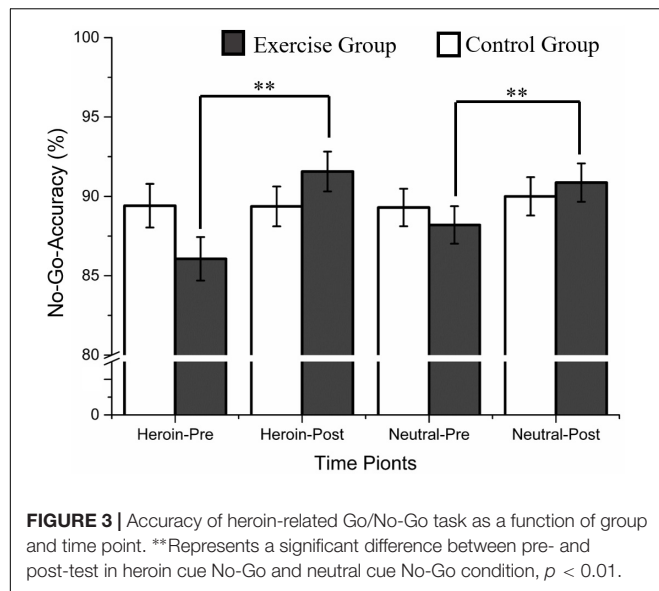 Exercise Group Control Group
100
**
**
95
90
85
80
0
No-Go-Accuracy (%)
Heroin-Pre Heroin-Post Neutral-Pre Neutral-Post
Time Pionts
FIGURE 3 | Accuracy of heroin-related Go/No-Go task as a function of group
and time point. **Represents a significant difference between pre- and
post-test in heroin cue No-Go and neutral cue No-Go condition, p < 0.01.